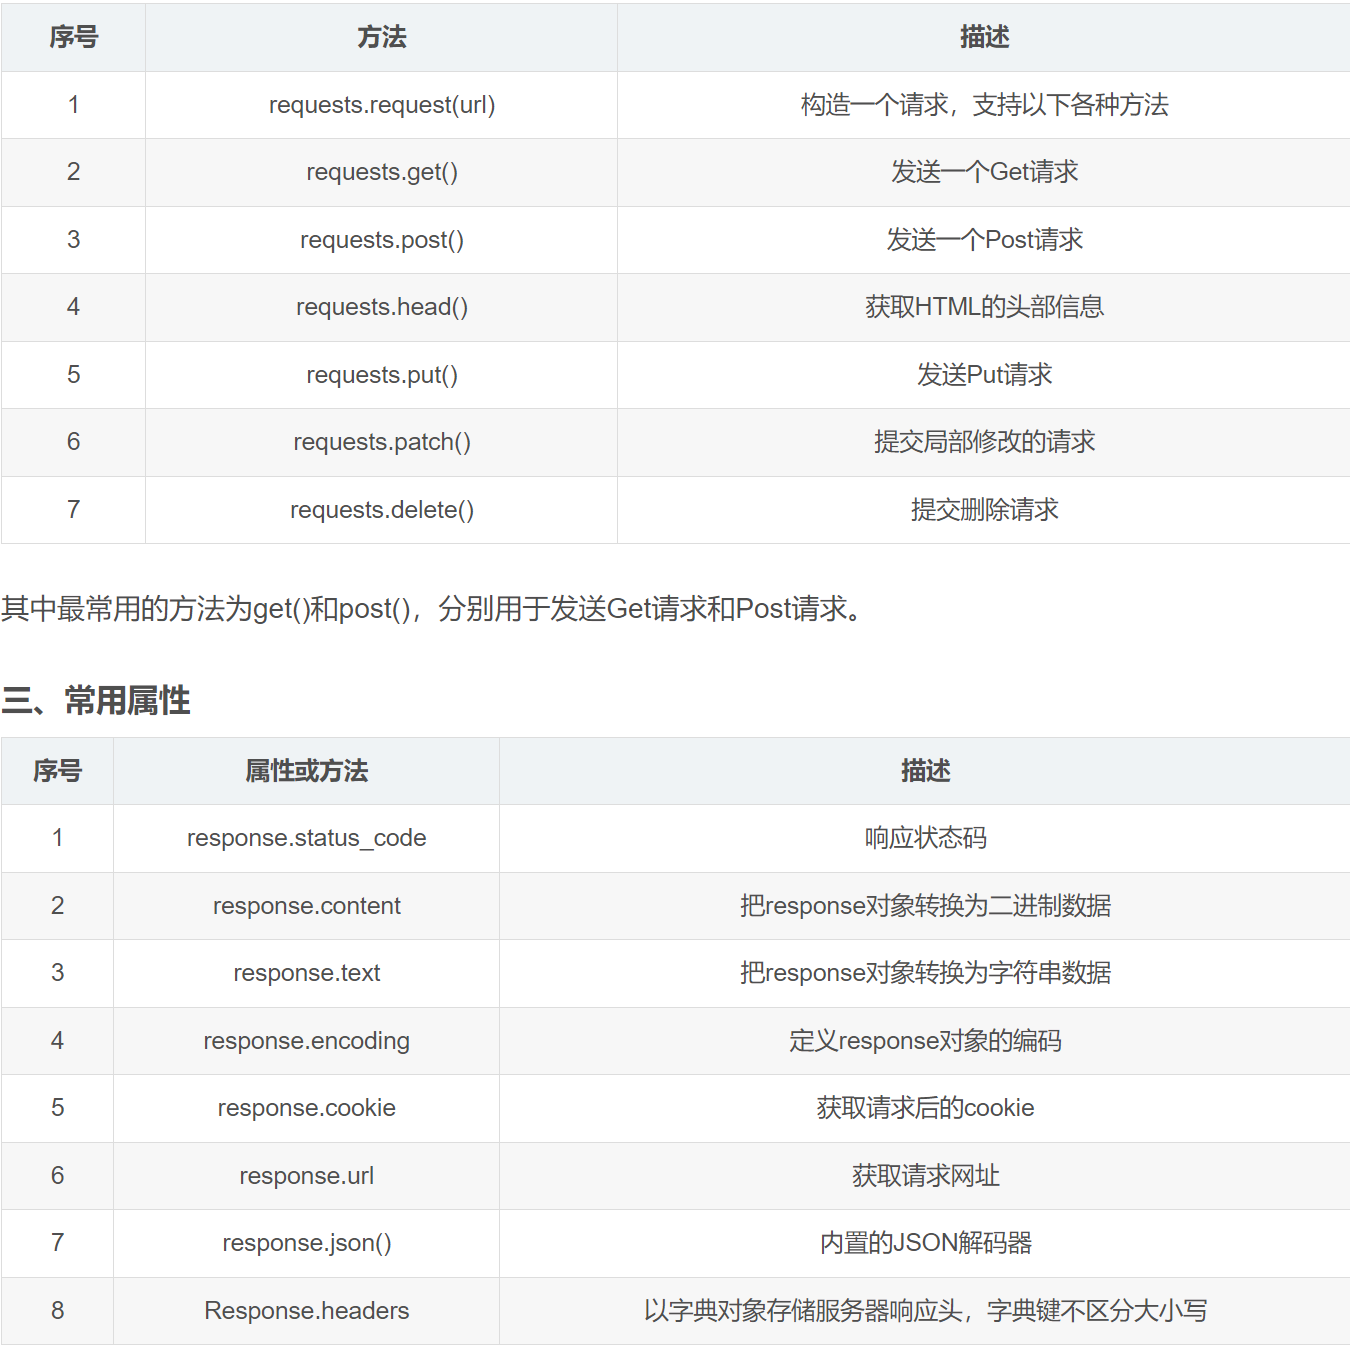 序号 方法 描述
1 requests.request(url) 构造一个请求，支持以下各种方法
2 requests.get() 发送一个Get请求
3 requests.post() 发送一个Post请求
4 requests.head() 获取HTML的头部信息
5 requests.put() 发送Put请求
6 requests.patch() 提交局部修改的请求
7 requests.delete() 提交删除请求
其中最常用的方法为get()和post()，分别用于发送Get请求和Post请求。
三、常用属性
序号 属性或方法 描述
1 response.status_code 响应状态码
2 response.content 把response对象转换为二进制数据
3 response.text 把response对象转换为字符串数据
4 response.encoding 定义response对象的编码
5 response.cookie 获取请求后的cookie
6 response.url 获取请求网址
7 response.json() 内置的JSON解码器
8 Response.headers 以字典对象存储服务器响应头，字典键不区分大小写